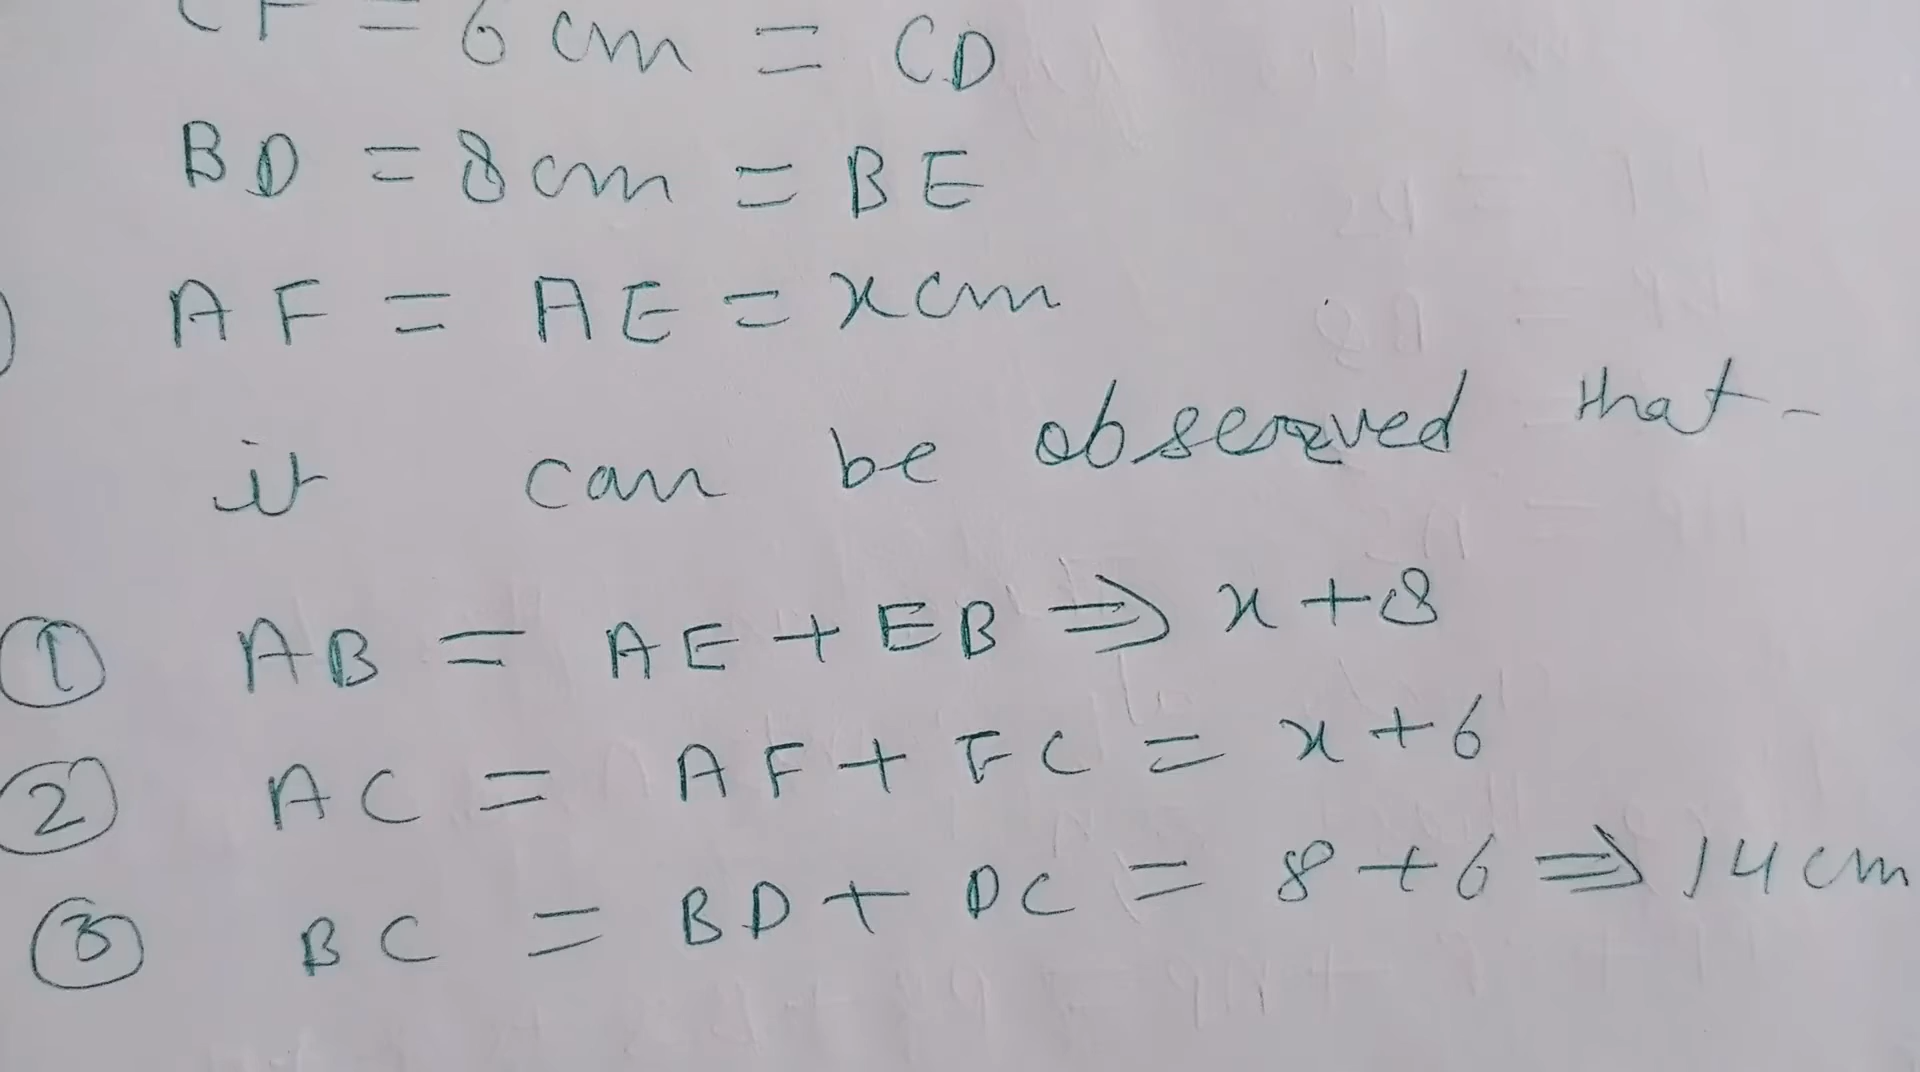 CF = 6 cm = CD
BD = 8 cm = BE
AF = AE = x cm
it can be observed that -
① AB = AE + EB ⇒ x + 8
② AC = AF + FC = x + 6
③ BC = BD + DC = 8 + 6 ⇒ 14 cm